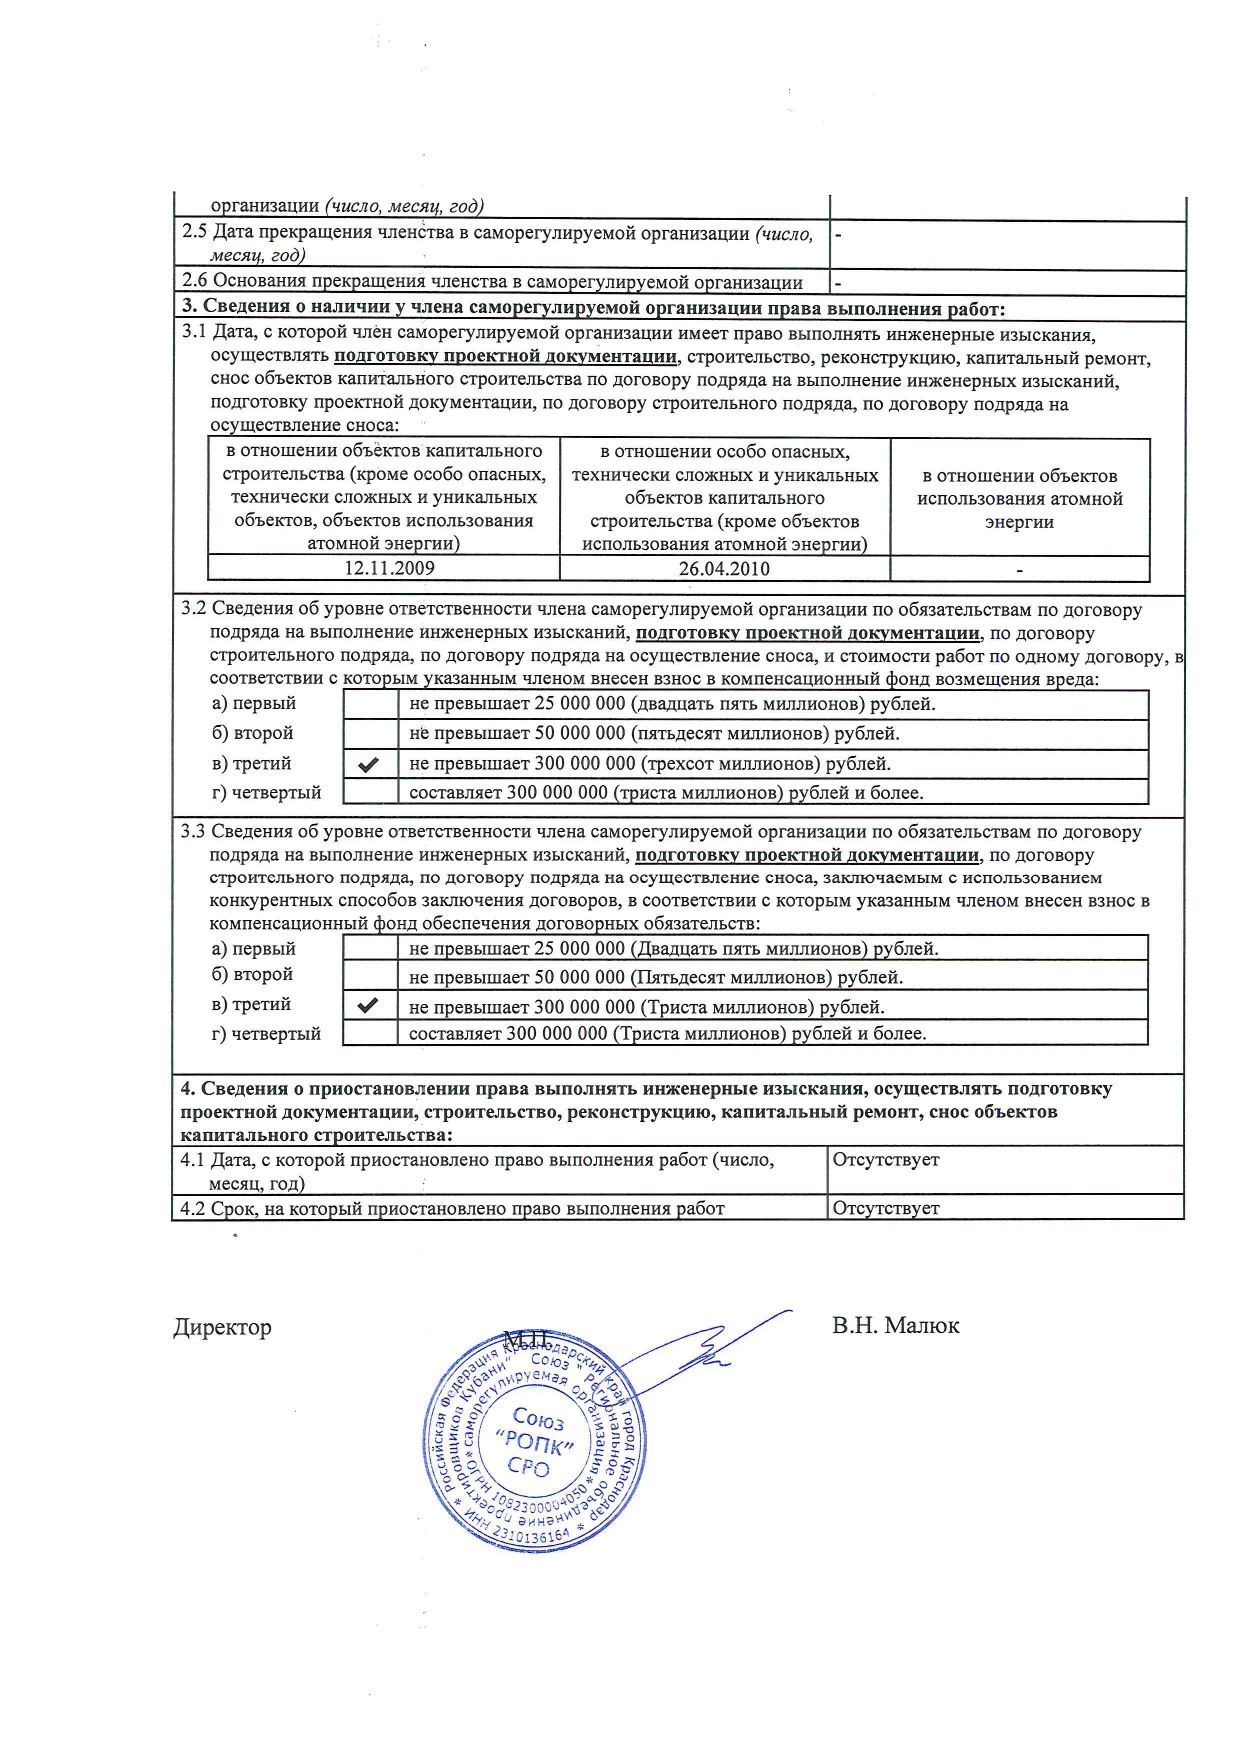 организации (число, месяц, год)
2.5 Дата прекращения членства в саморегулируемой организации (число, -
месяц, год)
2.6 Основания прекращения членства в саморегулируемой организации -
3. Сведения о наличии у члена саморегулируемой организации права выполнения работ:
3.1 Дата, с которой член саморегулируемой организации имеет право выполнять инженерные изыскания,
осуществлять подготовку проектной документации, строительство, реконструкцию, капитальный ремонт,
снос объектов капитального строительства по договору подряда на выполнение инженерных изысканий,
подготовку проектной документации, по договору строительного подряда, по договору подряда на
осуществление сноса:
в отношении объектов капитального
строительства (кроме особо опасных,
технически сложных и уникальных
объектов, объектов использования
атомной энергии)
в отношении особо опасных,
технически сложных и уникальных
объектов капитального
строительства (кроме объектов
использования атомной энергии)
в отношении объектов
использования атомной
энергии
12.11.2009 26.04.2010 -
3.2 Сведения об уровне ответственности члена саморегулируемой организации по обязательствам по договору
подряда на выполнение инженерных изысканий, подготовку проектной документации, по договору
строительного подряда, по договору подряда на осуществление сноса, и стоимости работ по одному договору, в
соответствии с которым указанным членом внесен взнос в компенсационный фонд возмещения вреда:
а) первый не превышает 25 000 000 (двадцать пять миллионов) рублей.
б) второй не превышает 50 000 000 (пятьдесят миллионов) рублей.
в) третий ✔ не превышает 300 000 000 (трехсот миллионов) рублей.
г) четвертый составляет 300 000 000 (триста миллионов) рублей и более.
3.3 Сведения об уровне ответственности члена саморегулируемой организации по обязательствам по договору
подряда на выполнение инженерных изысканий, подготовку проектной документации, по договору
строительного подряда, по договору подряда на осуществление сноса, заключаемым с использованием
конкурентных способов заключения договоров, в соответствии с которым указанным членом внесен взнос в
компенсационный фонд обеспечения договорных обязательств:
а) первый не превышает 25 000 000 (Двадцать пять миллионов) рублей.
б) второй не превышает 50 000 000 (Пятьдесят миллионов) рублей.
в) третий ✔ не превышает 300 000 000 (Триста миллионов) рублей.
г) четвертый составляет 300 000 000 (Триста миллионов) рублей и более.
4. Сведения о приостановлении права выполнять инженерные изыскания, осуществлять подготовку
проектной документации, строительство, реконструкцию, капитальный ремонт, снос объектов
капитального строительства:
4.1 Дата, с которой приостановлено право выполнения работ (число, Отсутствует
месяц, год)
4.2 Срок, на который приостановлено право выполнения работ Отсутствует
Директор М.П. В.Н. Малюк
* Российская Федерация Краснодарский край город Краснодар *
ИНН 2310136164
Союз "Региональное объединение проектировщиков Кубани"
* саморегулируемая организация *
ОГРН 1082300004050
Союз
"РОПК"
СРО